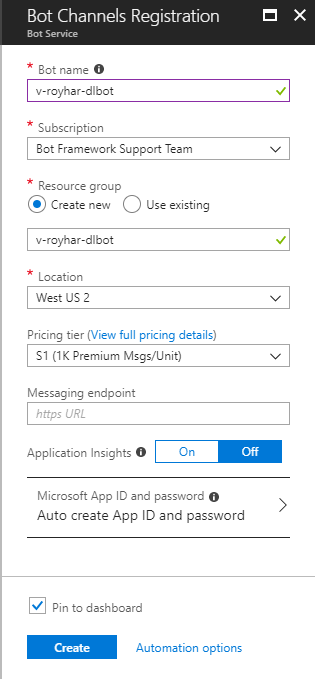 Bot Channels Registration
Bot Service
* Bot name
v-royhar-dlbot
* Subscription
Bot Framework Support Team
* Resource group
Create new Use existing
v-royhar-dlbot
* Location
West US 2
Pricing tier (View full pricing details)
S1 (1K Premium Msgs/Unit)
Messaging endpoint
https URL
Application Insights On Off
Microsoft App ID and password
Auto create App ID and password
Pin to dashboard
Create Automation options